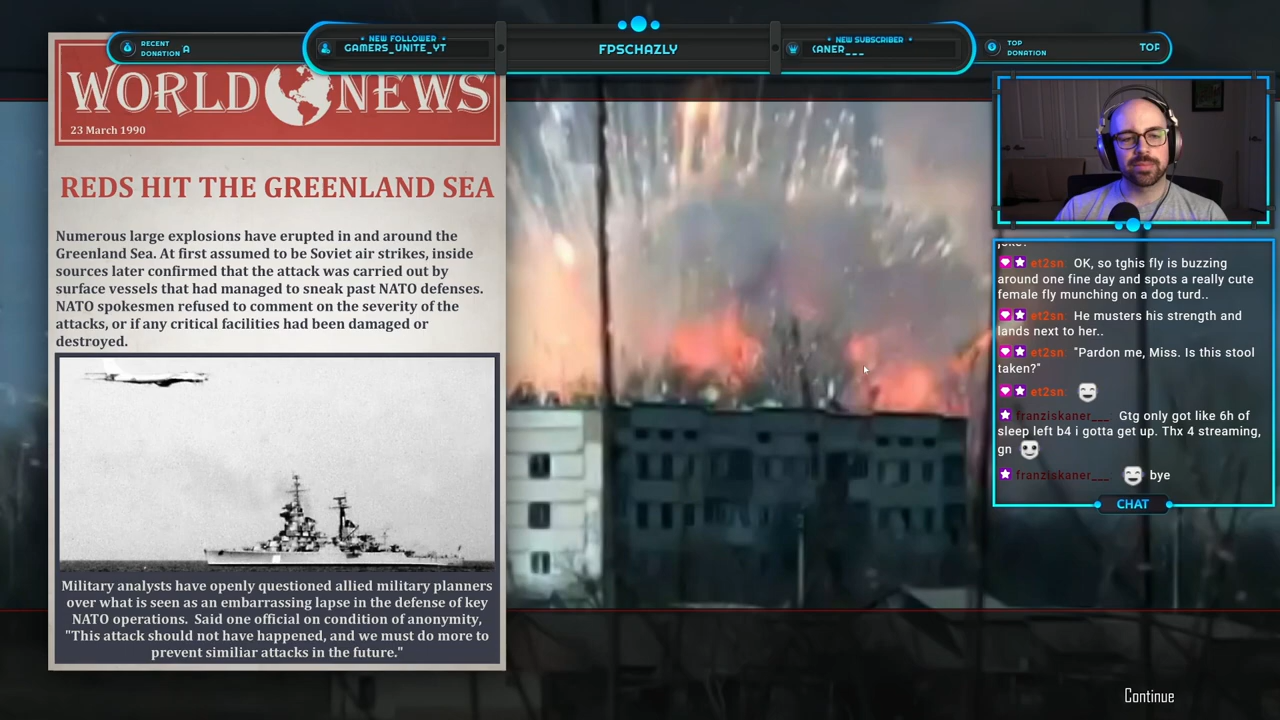 RECENT
DONATION A
NEW FOLLOWER
GAMERS_UNITE_YT
FPSCHAZLY
NEW SUBSCRIBER
KANER___
TOP
DONATION
TOP
WORLD NEWS
23 March 1990
REDS HIT THE GREENLAND SEA
Numerous large explosions have erupted in and around the
Greenland Sea. At first assumed to be Soviet air strikes, inside
sources later confirmed that the attack was carried out by
surface vessels that had managed to sneak past NATO defenses.
NATO spokesmen refused to comment on the severity of the
attacks, or if any critical facilities had been damaged or
destroyed.
Military analysts have openly questioned allied military planners
over what is seen as an embarrassing lapse in the defense of key
NATO operations. Said one official on condition of anonymity,
"This attack should not have happened, and we must do more to
prevent similiar attacks in the future."
joke?
et2sn: OK, so tghis fly is buzzing
around one fine day and spots a really cute
female fly munching on a dog turd..
et2sn: He musters his strength and
lands next to her..
et2sn: "Pardon me, Miss. Is this stool
taken?"
et2sn:
franziskaner___: Gtg only got like 6h of
sleep left b4 i gotta get up. Thx 4 streaming,
gn
franziskaner___: bye
CHAT
Continue